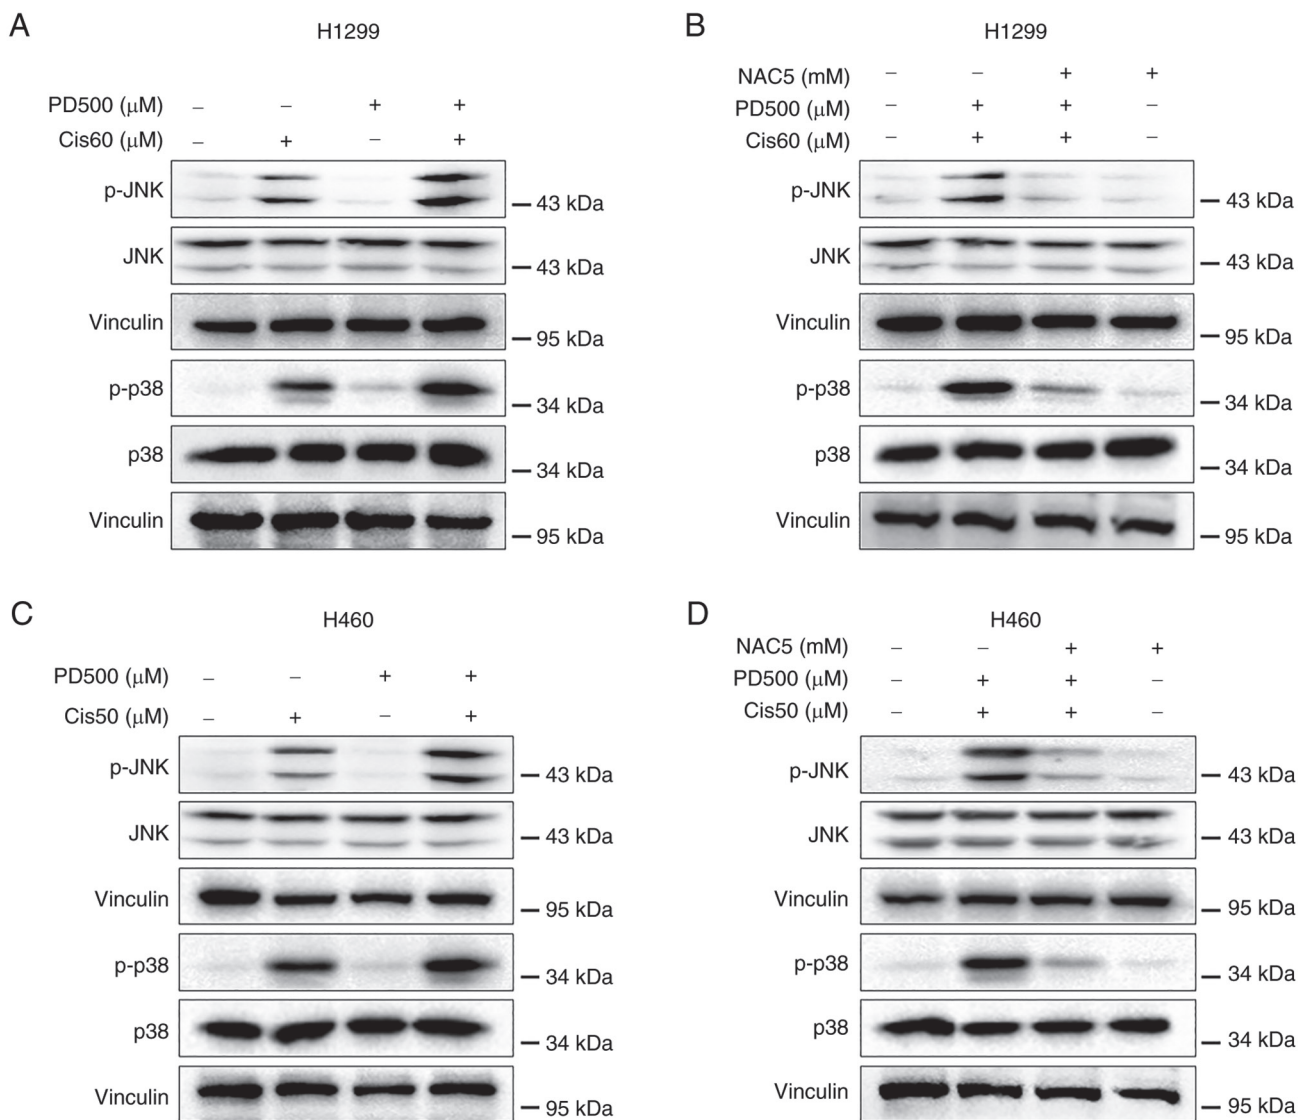 A
H1299
PD500 (μM) – – + +
Cis60 (μM) – + – +
p-JNK
43 kDa
JNK
43 kDa
Vinculin
95 kDa
p-p38
34 kDa
p38
34 kDa
Vinculin
95 kDa
B
H1299
NAC5 (mM) – – + +
PD500 (μM) – + + –
Cis60 (μM) – + + –
p-JNK
43 kDa
JNK
43 kDa
Vinculin
95 kDa
p-p38
34 kDa
p38
34 kDa
Vinculin
95 kDa
C
H460
PD500 (μM) – – + +
Cis50 (μM) – + – +
p-JNK
43 kDa
JNK
43 kDa
Vinculin
95 kDa
p-p38
34 kDa
p38
34 kDa
Vinculin
95 kDa
D
H460
NAC5 (mM) – – + +
PD500 (μM) – + + –
Cis50 (μM) – + + –
p-JNK
43 kDa
JNK
43 kDa
Vinculin
95 kDa
p-p38
34 kDa
p38
34 kDa
Vinculin
95 kDa